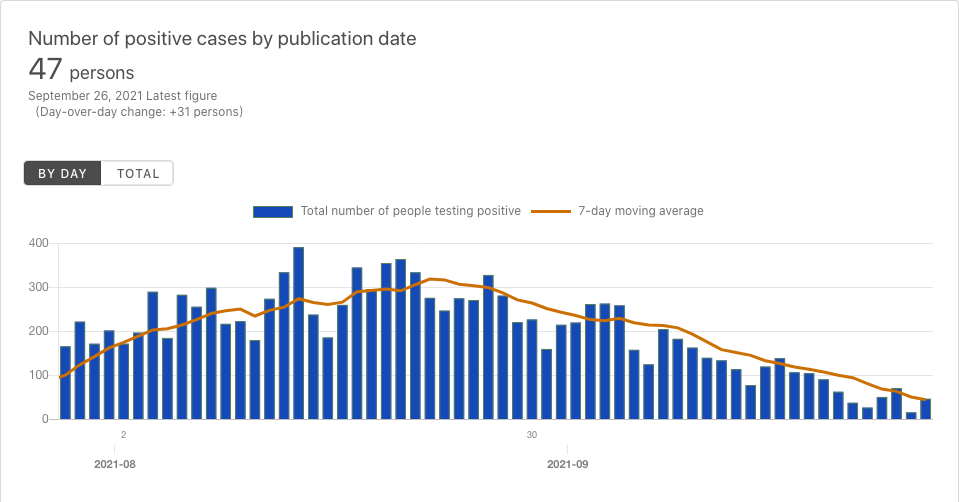 Number of positive cases by publication date
47 persons
September 26, 2021 Latest figure
(Day-over-day change: +31 persons)
BY DAY TOTAL
Total number of people testing positive 7-day moving average
400
300
200
100
0
2 30
2021-08 2021-09